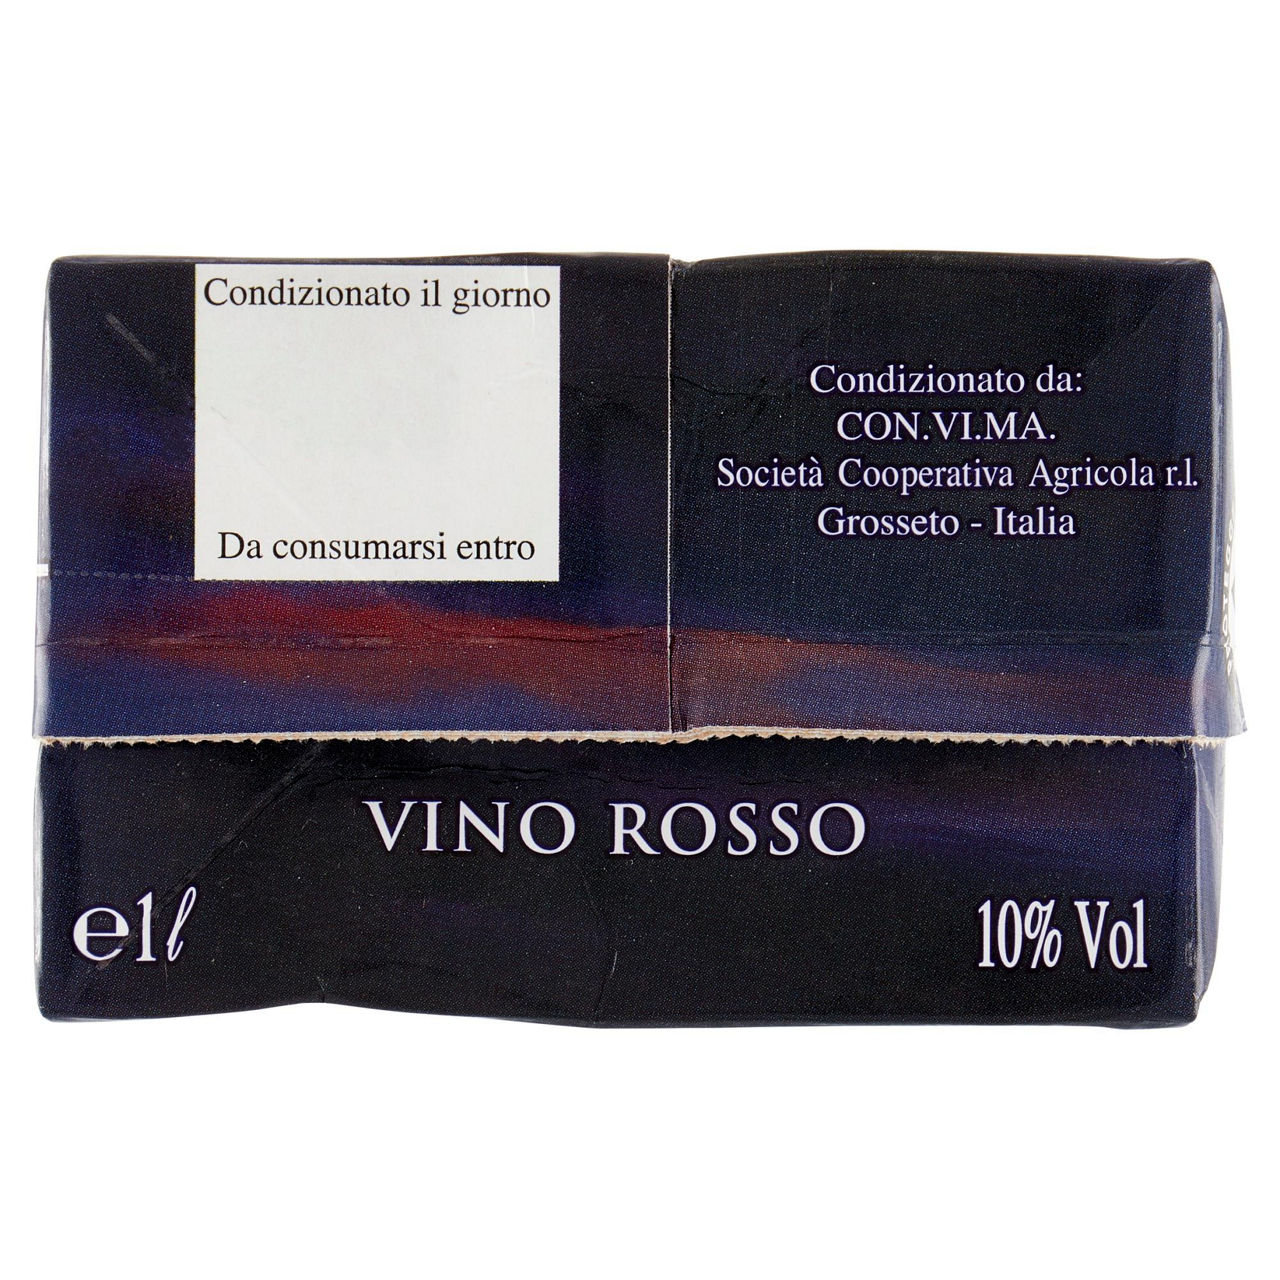 Condizionato il giorno
Da consumarsi entro
Condizionato da:
CON.VI.MA.
Società Cooperativa Agricola r.l.
Grosseto - Italia
VINO ROSSO
e1ℓ
10% Vol